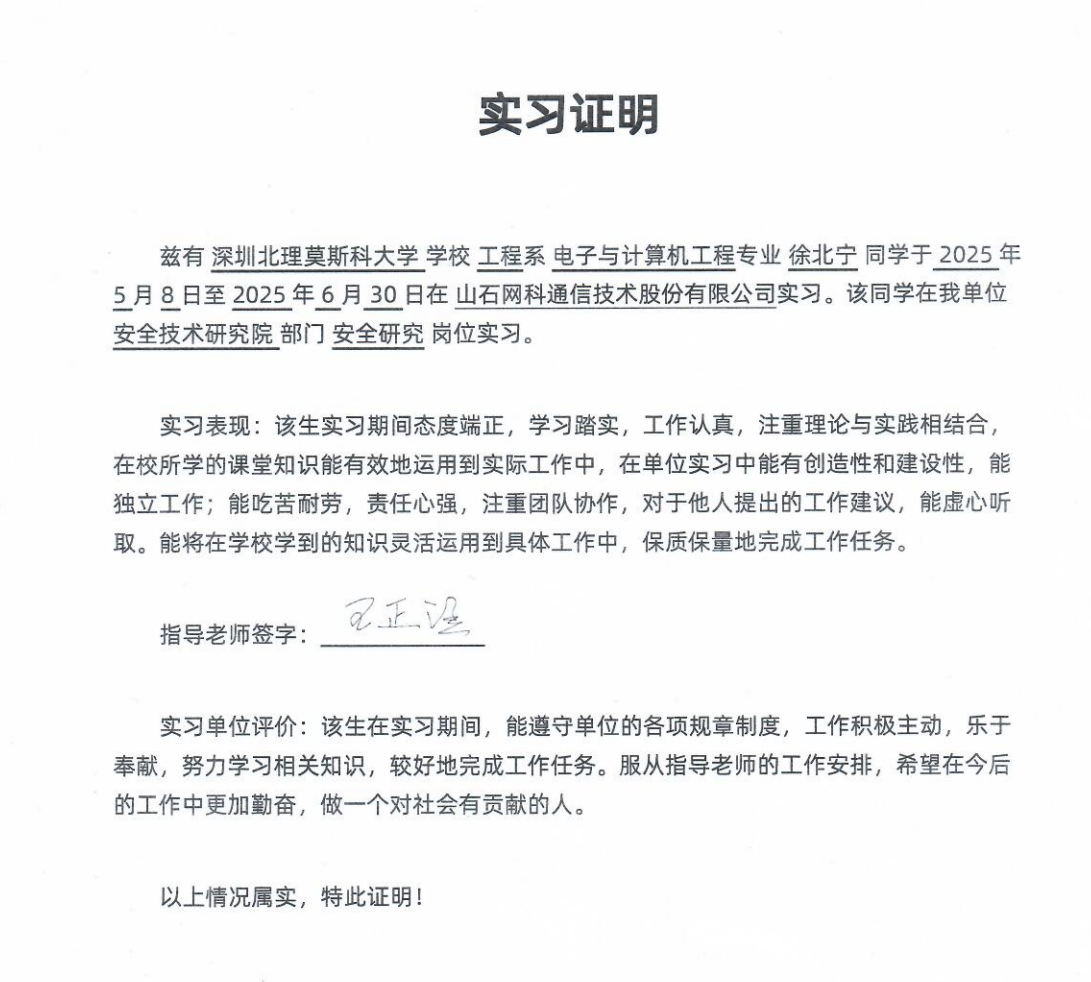 实习证明
兹有 深圳北理莫斯科大学 学校 工程系 电子与计算机工程专业 徐北宁 同学于 2025 年
5 月 8 日至 2025 年 6 月 30 日在 山石网科通信技术股份有限公司实习。该同学在我单位
安全技术研究院 部门 安全研究 岗位实习。
实习表现：该生实习期间态度端正，学习踏实，工作认真，注重理论与实践相结合，
在校所学的课堂知识能有效地运用到实际工作中，在单位实习中能有创造性和建设性，能
独立工作；能吃苦耐劳，责任心强，注重团队协作，对于他人提出的工作建议，能虚心听
取。能将在学校学到的知识灵活运用到具体工作中，保质保量地完成工作任务。
指导老师签字：王正
实习单位评价：该生在实习期间，能遵守单位的各项规章制度，工作积极主动，乐于
奉献，努力学习相关知识，较好地完成工作任务。服从指导老师的工作安排，希望在今后
的工作中更加勤奋，做一个对社会有贡献的人。
以上情况属实，特此证明！